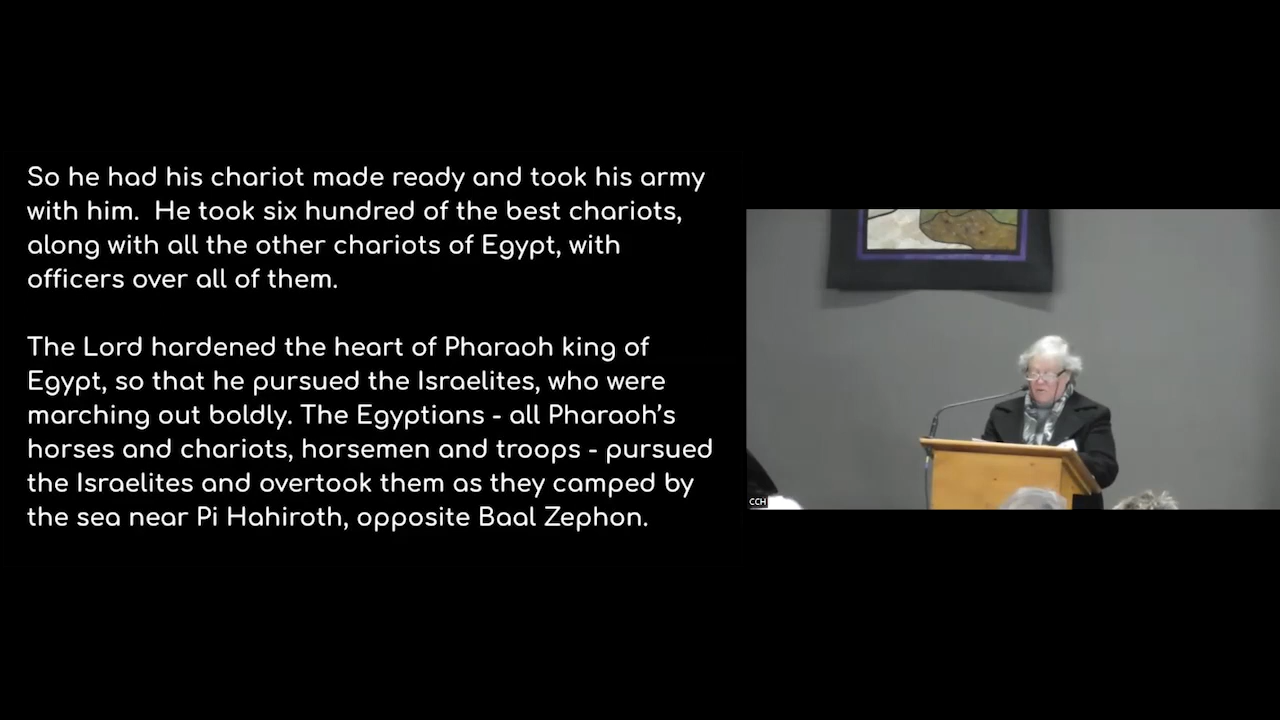 So he had his chariot made ready and took his army
with him.  He took six hundred of the best chariots,
along with all the other chariots of Egypt, with
officers over all of them.
The Lord hardened the heart of Pharaoh king of
Egypt, so that he pursued the Israelites, who were
marching out boldly. The Egyptians - all Pharaoh's
horses and chariots, horsemen and troops - pursued
the Israelites and overtook them as they camped by
the sea near Pi Hahiroth, opposite Baal Zephon.
CCH